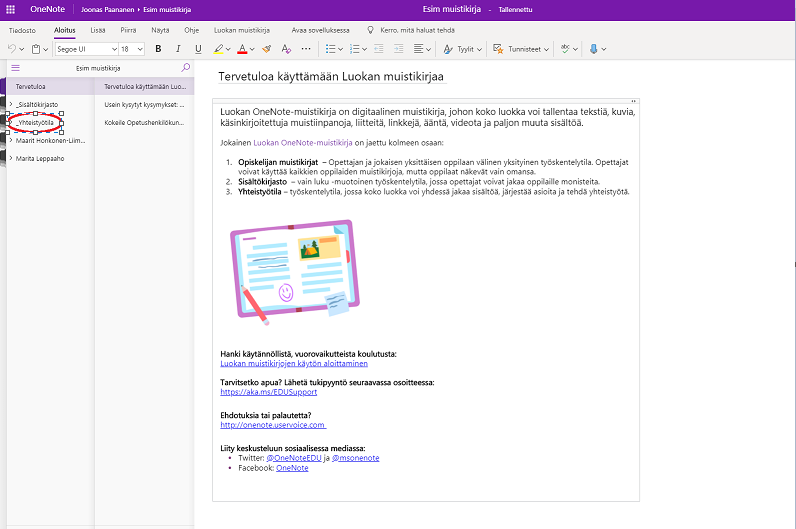 OneNote Joonas Paananen › Esim muistikirja Esim muistikirja - Tallennettu
Tiedosto Aloitus Lisää Piirrä Näytä Ohje Luokan muistikirja Avaa sovelluksessa Kerro, mitä haluat tehdä
Segoe UI 18 B I U A A ... Tyylit Tunnisteet abc
Esim muistikirja
Tervetuloa
_Sisältökirjasto
_Yhteistyötila
Maarit Honkonen-Liim...
Marita Leppaaho
Tervetuloa käyttämään Luo...
Usein kysytyt kysymykset: ...
Kokeile Opetushenkilökun...
Tervetuloa käyttämään Luokan muistikirjaa
Luokan OneNote-muistikirja on digitaalinen muistikirja, johon koko luokka voi tallentaa tekstiä, kuvia,
käsinkirjoitettuja muistiinpanoja, liitteitä, linkkejä, ääntä, videota ja paljon muuta sisältöä.
Jokainen Luokan OneNote-muistikirja on jaettu kolmeen osaan:
1. Opiskelijan muistikirjat – Opettajan ja jokaisen yksittäisen oppilaan välinen yksityinen työskentelytila. Opettajat
voivat käyttää kaikkien oppilaiden muistikirjoja, mutta oppilaat näkevät vain omansa.
2. Sisältökirjasto – vain luku -muotoinen työskentelytila, jossa opettajat voivat jakaa oppilaille monisteita.
3. Yhteistyötila – työskentelytila, jossa koko luokka voi yhdessä jakaa sisältöä, järjestää asioita ja tehdä yhteistyötä.
Hanki käytännöllistä, vuorovaikutteista koulutusta:
Luokan muistikirjojen käytön aloittaminen
Tarvitsetko apua? Lähetä tukipyyntö seuraavassa osoitteessa:
https://aka.ms/EDUSupport
Ehdotuksia tai palautetta?
http://onenote.uservoice.com
Liity keskusteluun sosiaalisessa mediassa:
• Twitter: @OneNoteEDU ja @msonenote
• Facebook: OneNote